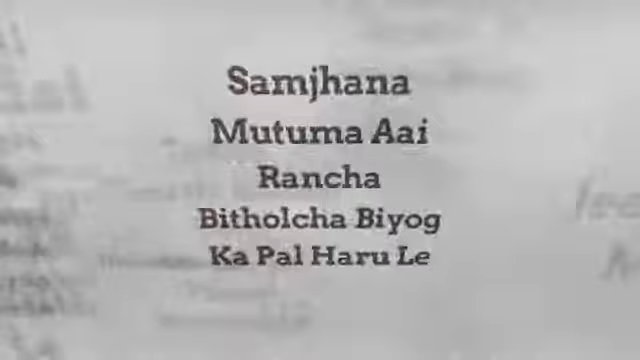 Samjhana
Mutuma Aai
Rancha
Bitholcha Biyog
Ka Pal Haru Le